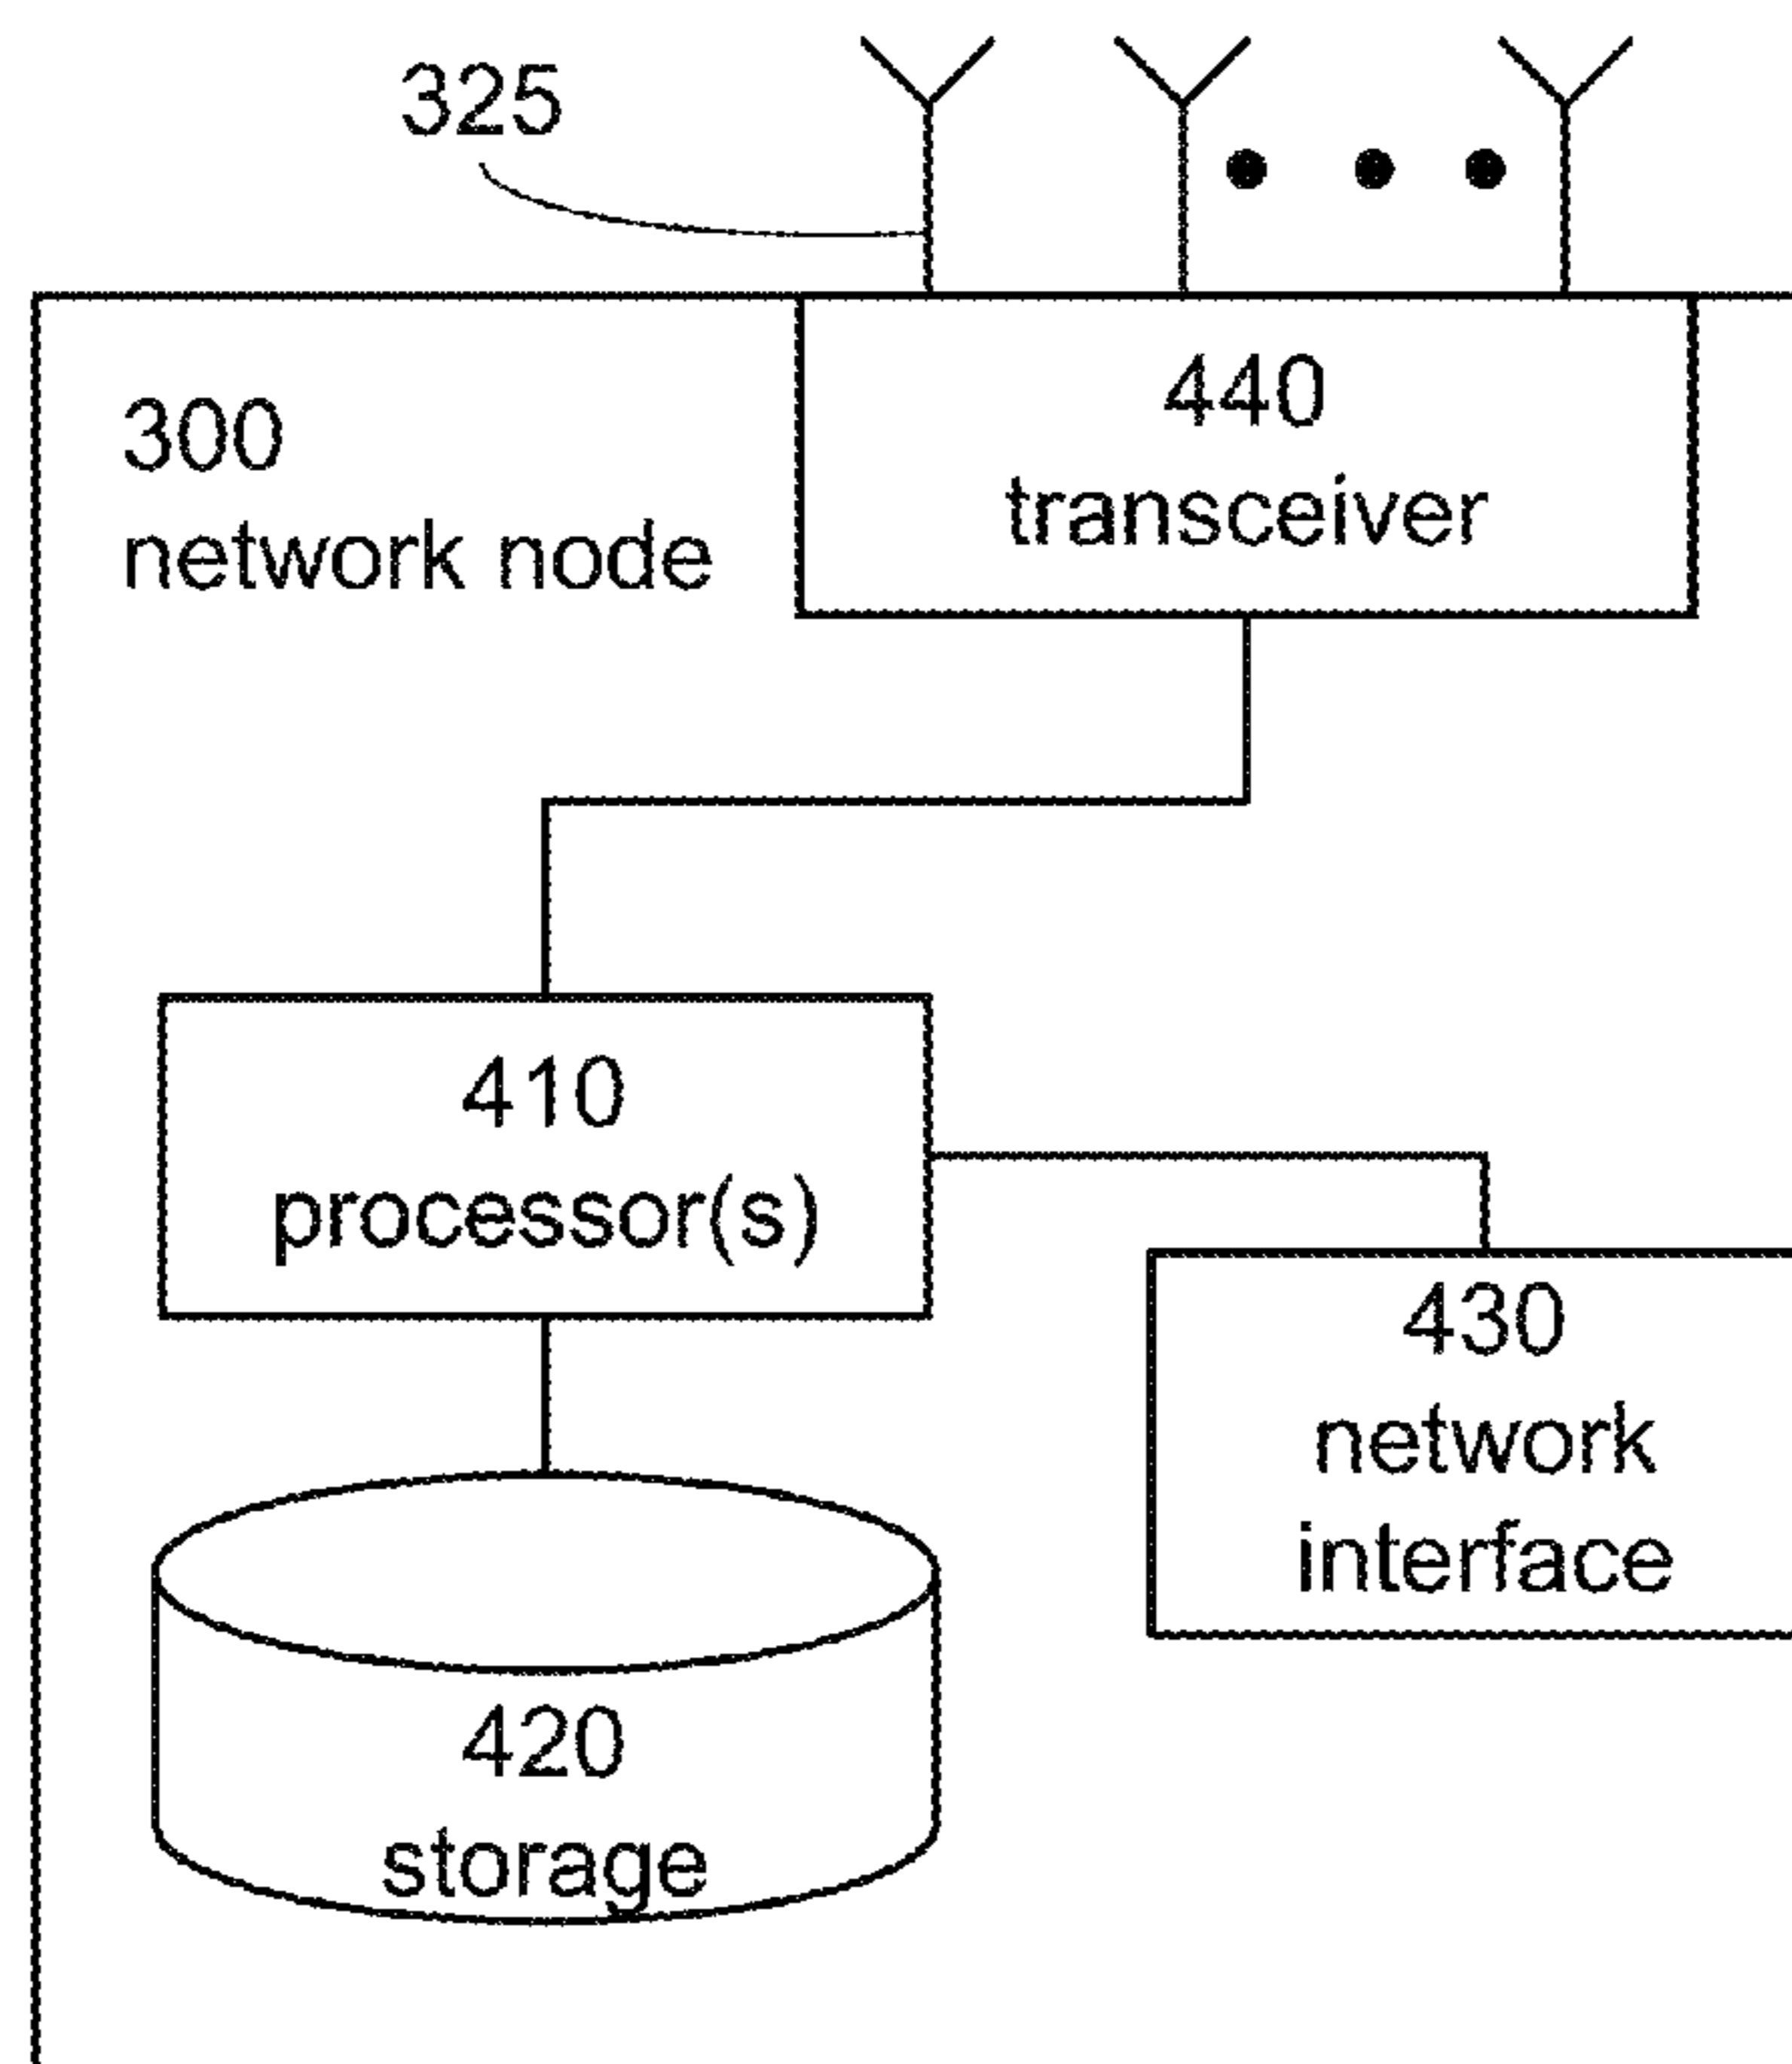 325
300
network node
440
transceiver
410
processor(s)
430
network
interface
420
storage